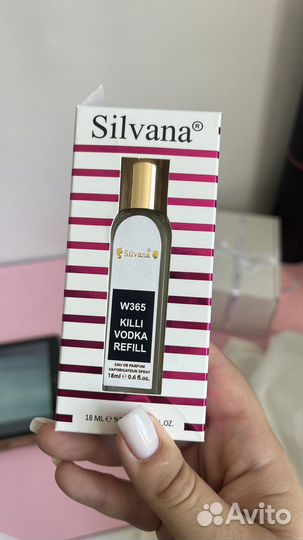 Silvana®
Silvana
W365
KILLI
VODKA
REFILL
EAU DE PARFUM
VAPORISATEUR SPRAY
18ml ℮ 0.6 fl.oz.
18 ML ℮ OZ.
Avito